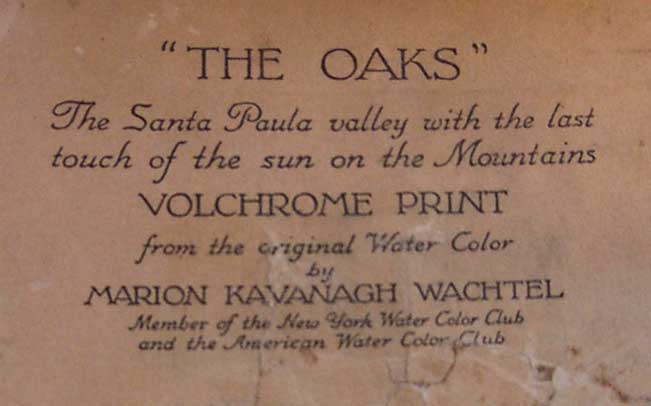 "THE OAKS"
The Santa Paula valley with the last
touch of the sun on the Mountains
VOLCHROME PRINT
from the original Water Color
by
MARION KAVANAGH WACHTEL
Member of the New York Water Color Club
and the American Water Color Club